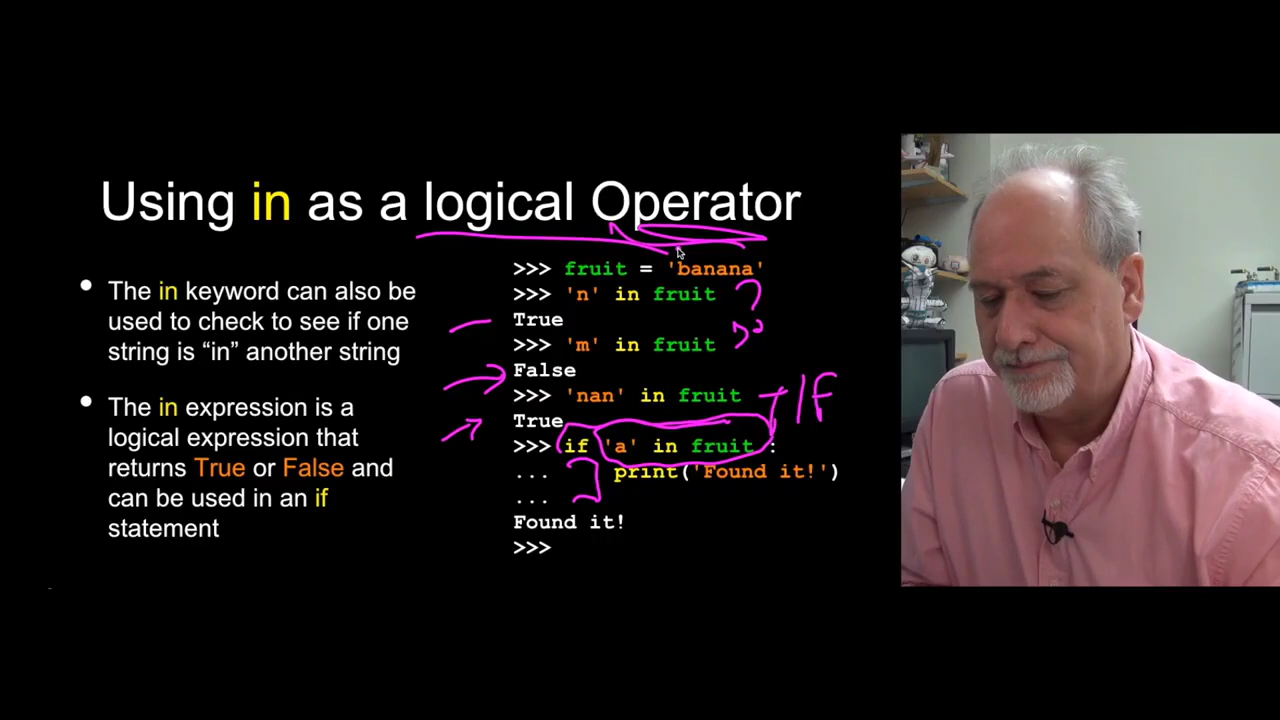 Using in as a logical Operator
• The in keyword can also be
used to check to see if one
string is “in” another string
• The in expression is a
logical expression that
returns True or False and
can be used in an if
statement
>>> fruit = 'banana'
>>> 'n' in fruit
True
>>> 'm' in fruit
False
>>> 'nan' in fruit
True
>>> if 'a' in fruit :
...     print('Found it!')
...
Found it!
>>>
T/F